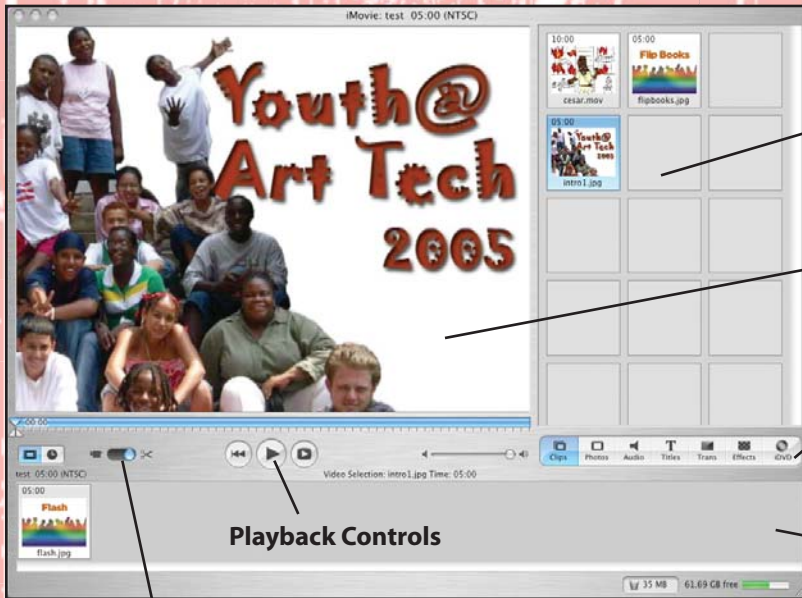 iMovie: test 05:00 (NTSC)
Youth@
Art Tech
2005
10:00
cesar.mov
05:00
Flip Books
flipbooks.jpg
05:00
Youth@
Art Tech
2005
intro1.jpg
00:00
Clips Photos Audio Titles Trans Effects iDVD
test 05:00 (NTSC)
Video Selection: intro1.jpg Time: 05:00
05:00
Flash
flash.jpg
Playback Controls
35 MB 61.69 GB free